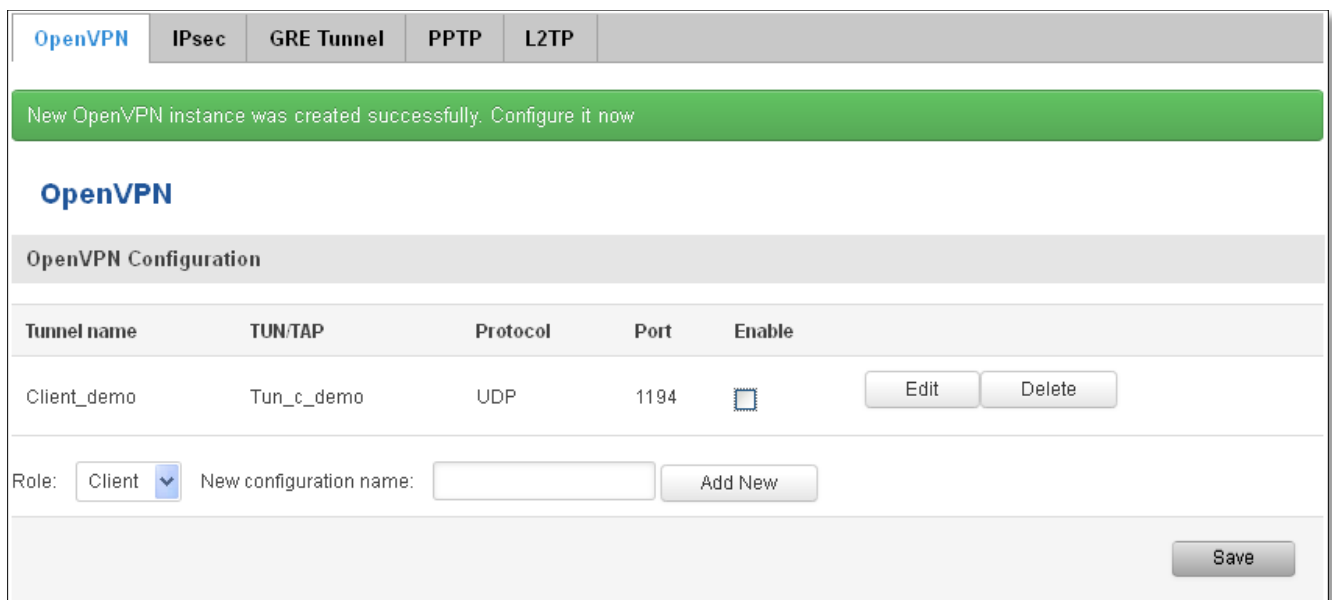 OpenVPN IPsec GRE Tunnel PPTP L2TP
New OpenVPN instance was created successfully. Configure it now
OpenVPN
OpenVPN Configuration
Tunnel name TUN/TAP Protocol Port Enable
Client_demo Tun_c_demo UDP 1194 Edit Delete
Role: Client New configuration name: Add New
Save